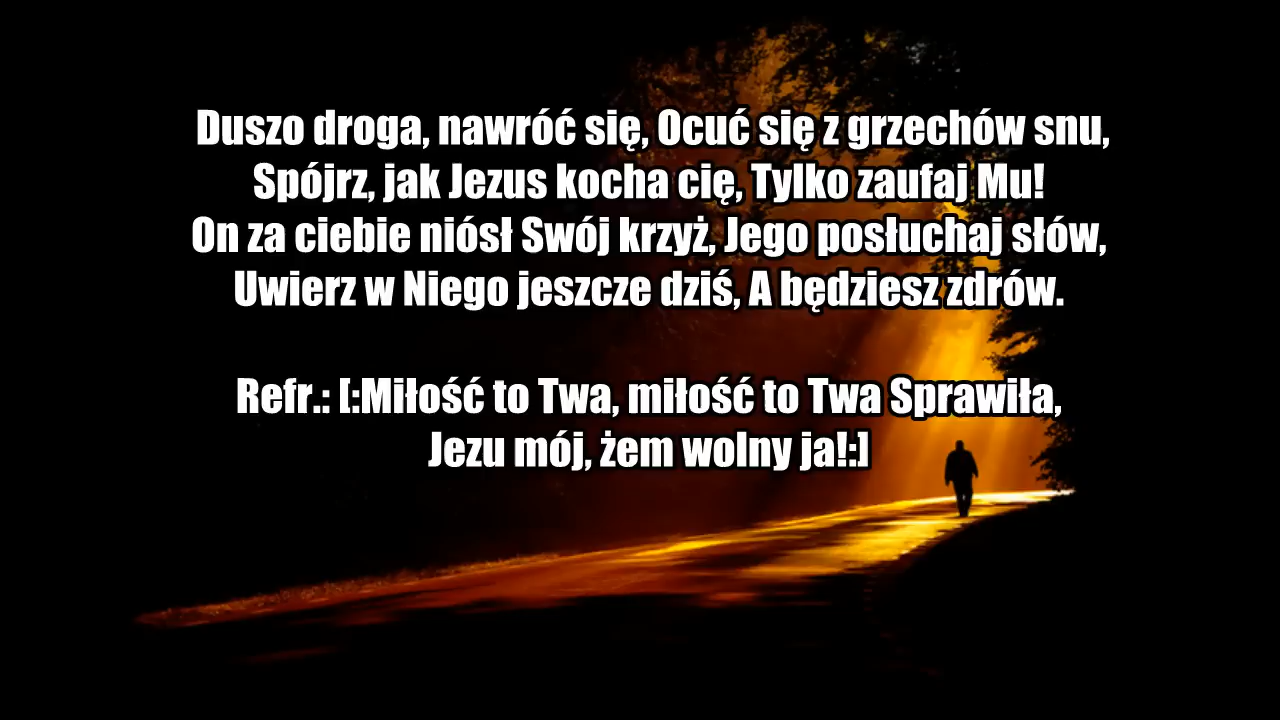 Duszo droga, nawróć się, Ocuć się z grzechów snu,
Spójrz, jak Jezus kocha cię, Tylko zaufaj Mu!
On za ciebie niósł Swój krzyż, Jego posłuchaj słów,
Uwierz w Niego jeszcze dziś, A będziesz zdrów.
Refr.: [:Miłość to Twa, miłość to Twa Sprawiła,
Jezu mój, żem wolny ja!:]